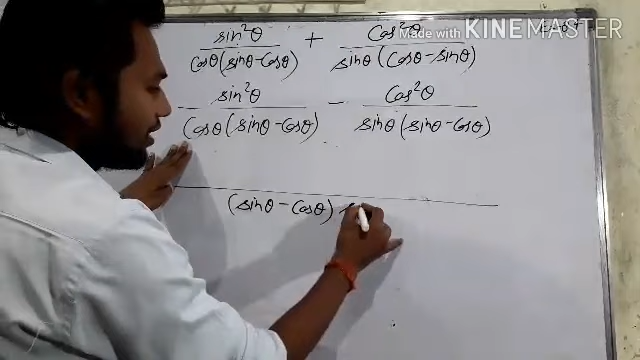 Made with KINEMASTER
sin²θ / cosθ(sinθ-cosθ) + cos²θ / sinθ(cosθ-sinθ)
sin²θ / cosθ(sinθ-cosθ) - cos²θ / sinθ(sinθ-cosθ)
(sinθ-cosθ)